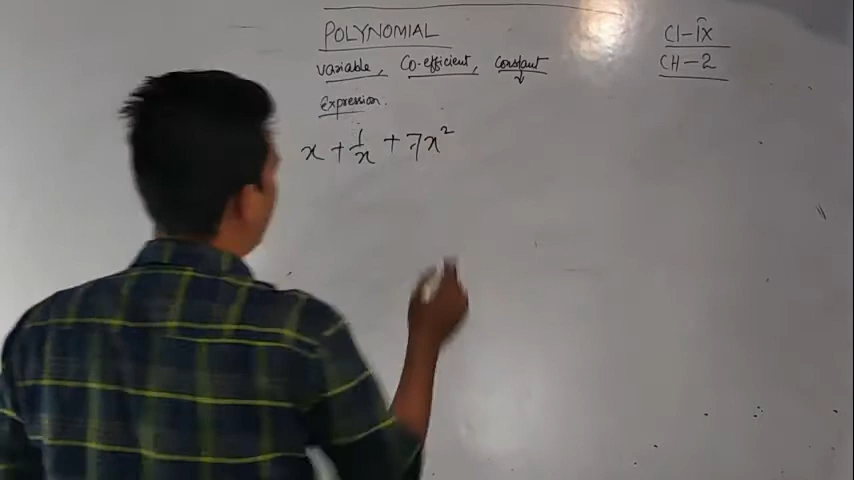 POLYNOMIAL
Cl-IX
CH-2
Variable, Co-efficient, Constant
Expression.
x + 1/x + 7x²